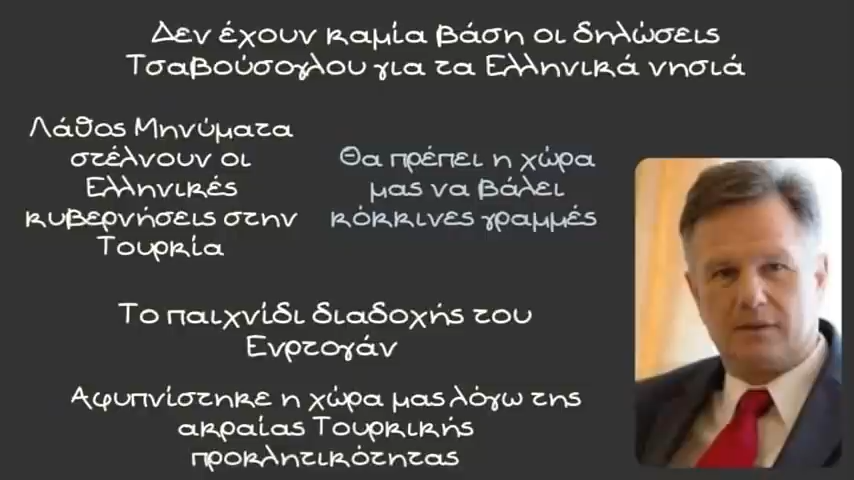 Δεν έχουν καμία βάση οι δηλώσεις
Τσαβούσογλου για τα Ελληνικά νησιά
Λάθος Μηνύματα
στέλνουν οι
Ελληνικές
κυβερνήσεις στην
Τουρκία
Θα πρέπει η χώρα
μας να βάλει
κόκκινες γραμμές
Το παιχνίδι διαδοχής του
Ενρτογάν
Αφυπνίστηκε η χώρα μας λόγω της
ακραίας Τουρκικής
προκλητικότητας